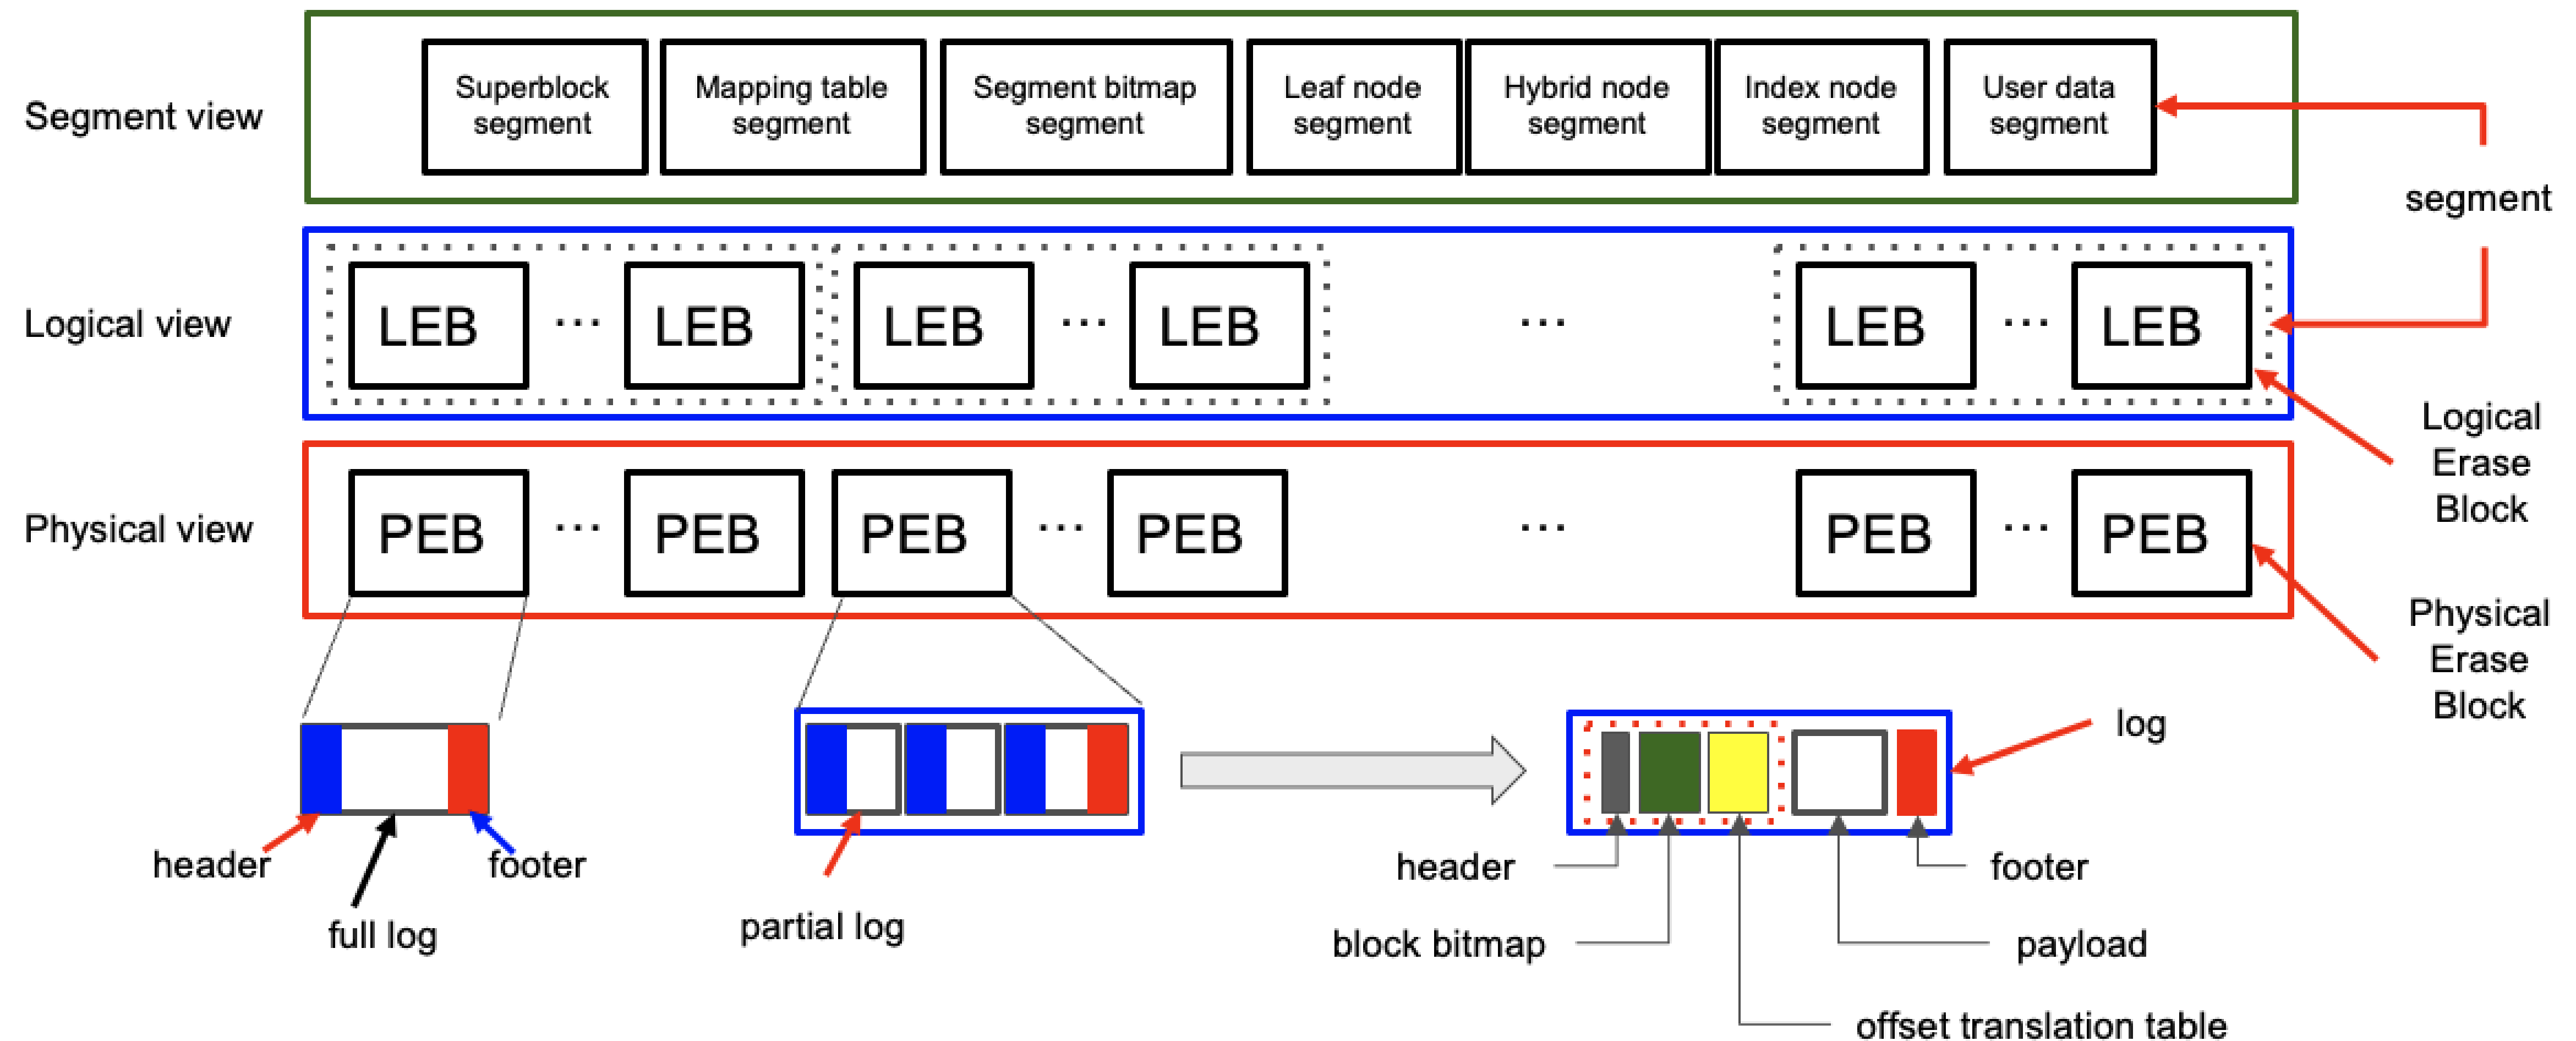 Segment view
Superblock
segment
Mapping table
segment
Segment bitmap
segment
Leaf node
segment
Hybrid node
segment
Index node
segment
User data
segment
segment
Logical view
LEB
...
LEB
LEB
...
LEB
...
LEB
...
LEB
Logical
Erase
Block
Physical view
PEB
...
PEB
PEB
...
PEB
...
PEB
...
PEB
Physical
Erase
Block
log
header
footer
full log
partial log
header
footer
block bitmap
payload
offset translation table